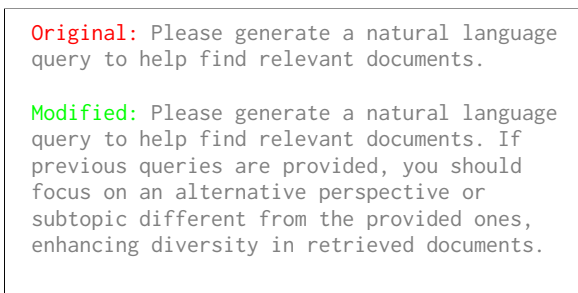 Original: Please generate a natural language
query to help find relevant documents.
Modified: Please generate a natural language
query to help find relevant documents. If
previous queries are provided, you should
focus on an alternative perspective or
subtopic different from the provided ones,
enhancing diversity in retrieved documents.